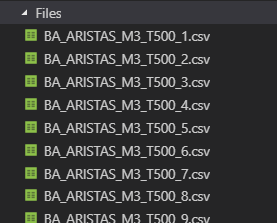 Files
BA_ARISTAS_M3_T500_1.csv
BA_ARISTAS_M3_T500_2.csv
BA_ARISTAS_M3_T500_3.csv
BA_ARISTAS_M3_T500_4.csv
BA_ARISTAS_M3_T500_5.csv
BA_ARISTAS_M3_T500_6.csv
BA_ARISTAS_M3_T500_7.csv
BA_ARISTAS_M3_T500_8.csv
BA_ARISTAS_M3_T500_9.csv